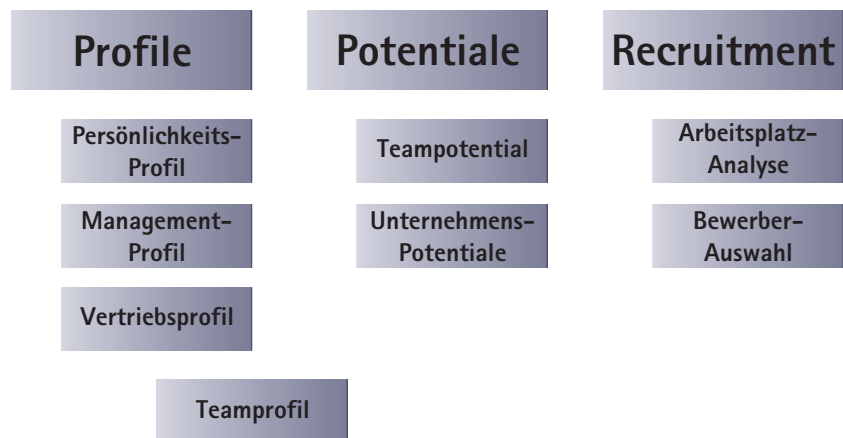 Profile
Persönlichkeits-
Profil
Management-
Profil
Vertriebsprofil
Teamprofil
Potentiale
Teampotential
Unternehmens-
Potentiale
Recruitment
Arbeitsplatz-
Analyse
Bewerber-
Auswahl